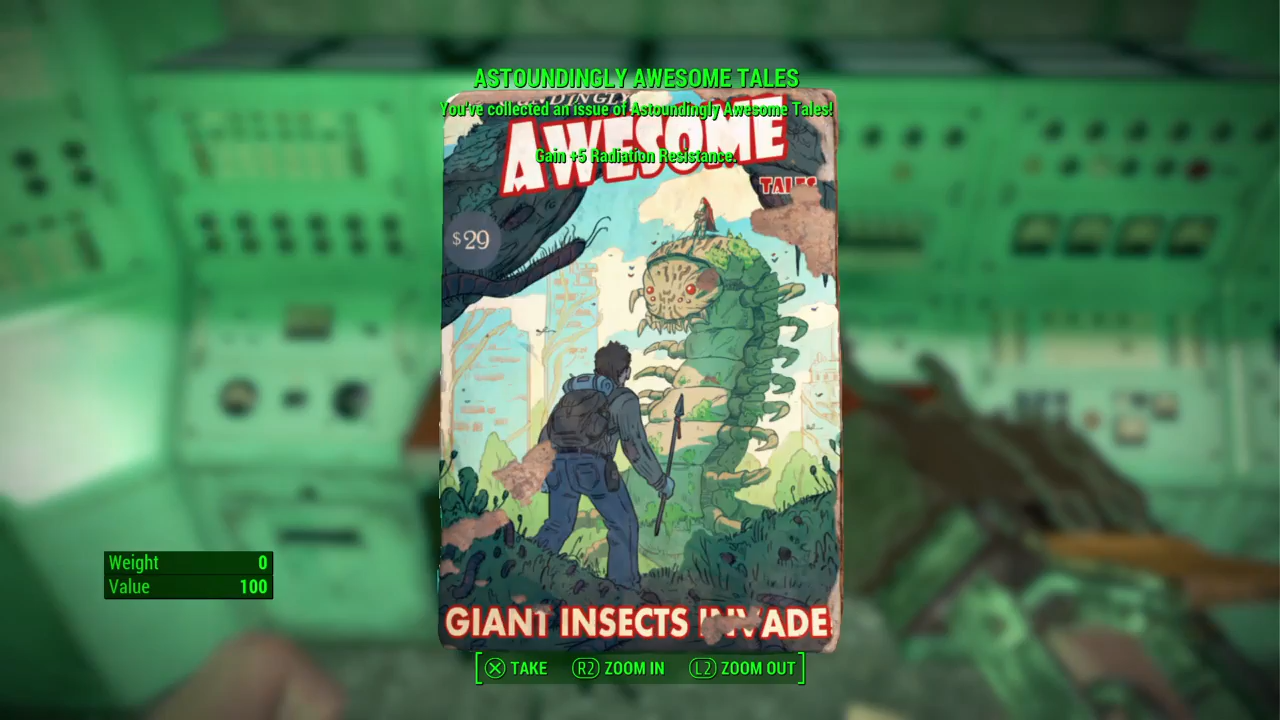 ASTOUNDINGLY AWESOME TALES
You've collected an issue of Astoundingly Awesome Tales!
AWESOME
Gain +5 Radiation Resistance.
TALES
$29
Weight 0
Value 100
GIANT INSECTS INVADE
TAKE
R2 ZOOM IN
L2 ZOOM OUT